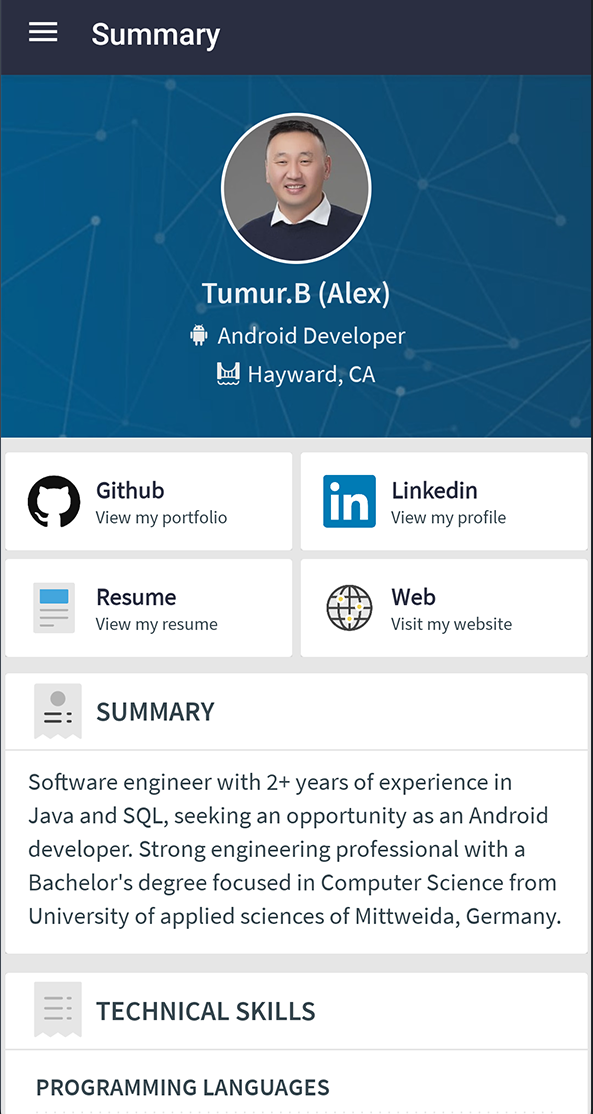 Summary
Tumur.B (Alex)
Android Developer
Hayward, CA
Github
View my portfolio
Linkedin
View my profile
in
Resume
View my resume
Web
Visit my website
SUMMARY
Software engineer with 2+ years of experience in
Java and SQL, seeking an opportunity as an Android
developer. Strong engineering professional with a
Bachelor's degree focused in Computer Science from
University of applied sciences of Mittweida, Germany.
TECHNICAL SKILLS
PROGRAMMING LANGUAGES